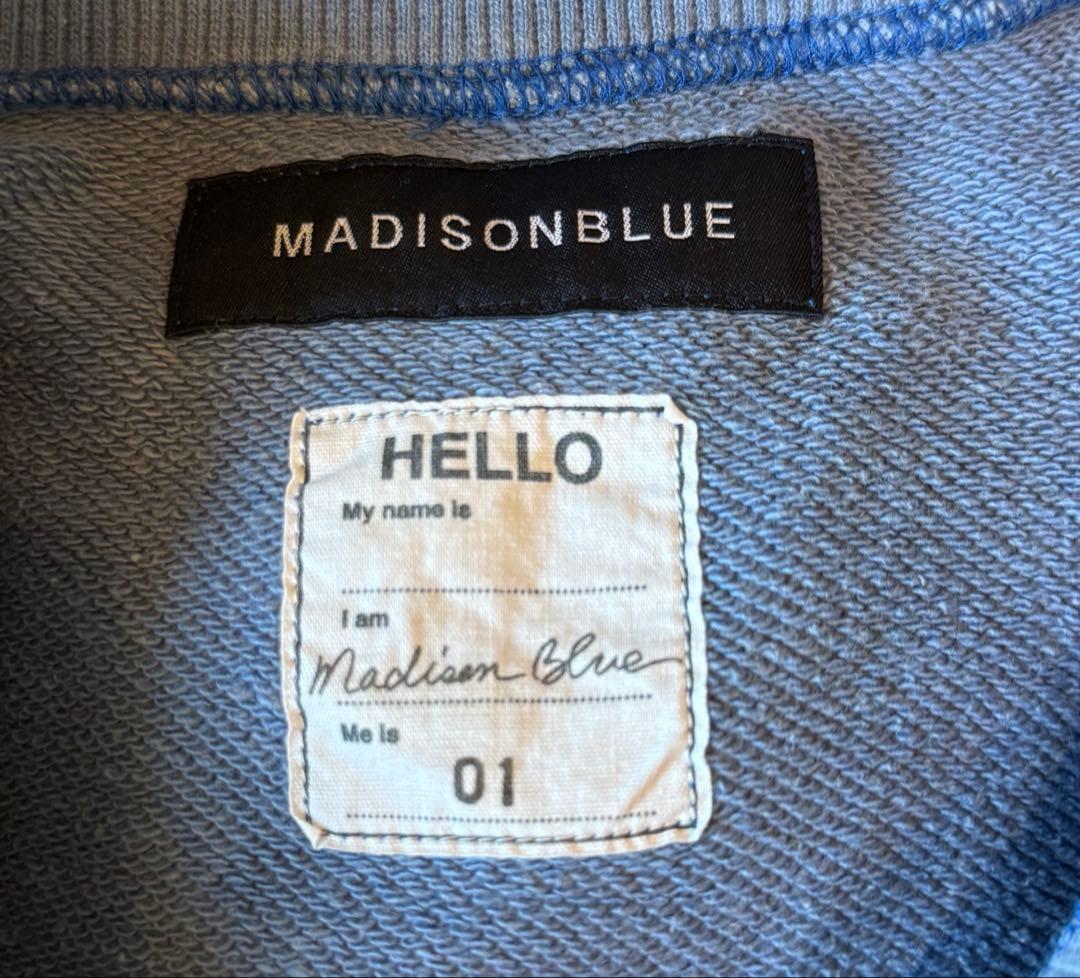 MADISONBLUE
HELLO
My name is
I am
Madison Blue
Me is
01